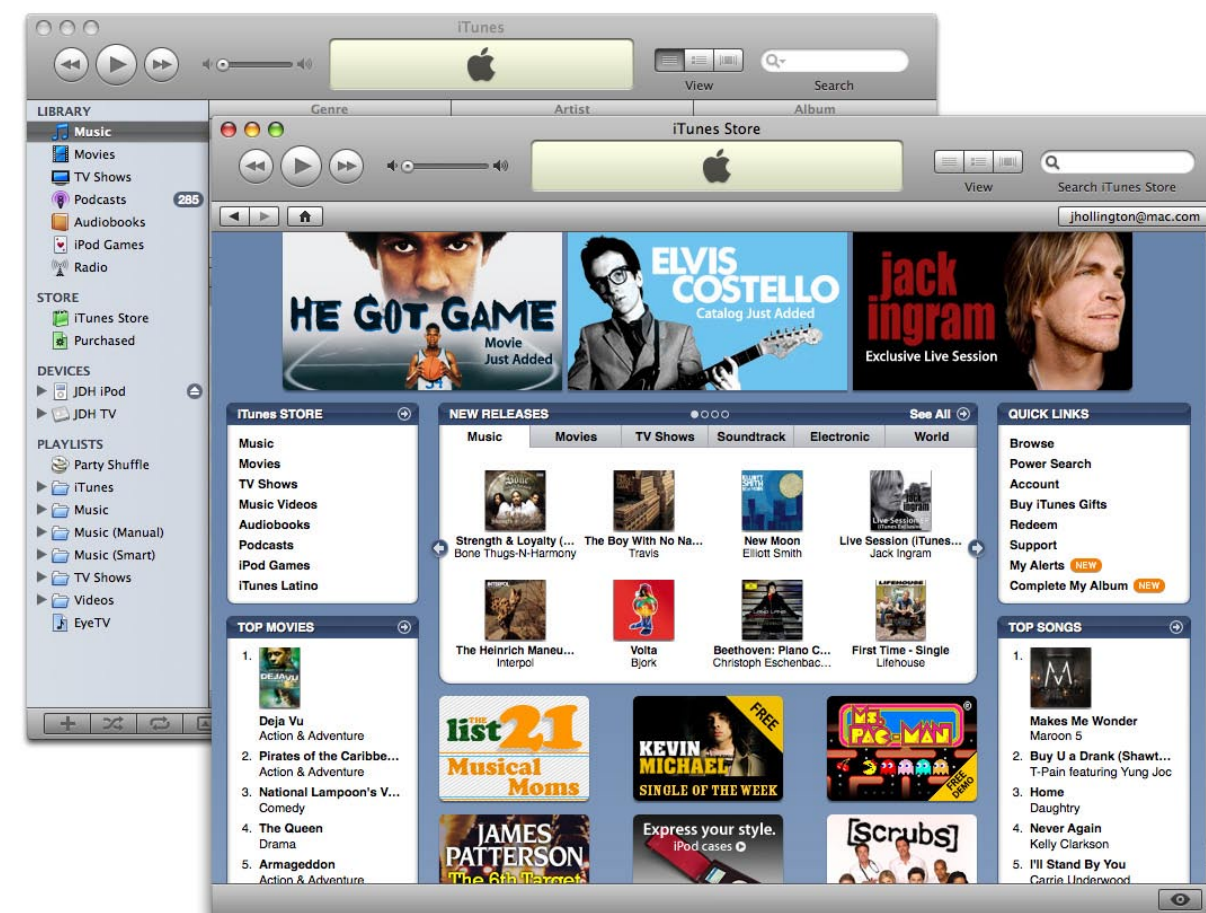 iTunes
View
Search
LIBRARY
Music
Movies
TV Shows
Podcasts
285
Audiobooks
iPod Games
Radio
STORE
iTunes Store
Purchased
DEVICES
JDH iPod
JDH TV
PLAYLISTS
Party Shuffle
iTunes
Music
Music (Manual)
Music (Smart)
TV Shows
Videos
EyeTV
Genre
Artist
Album
iTunes Store
View
Search iTunes Store
jhollington@mac.com
HE GOT GAME
Movie
Just Added
ELVIS
COSTELLO
Catalog Just Added
jack
ingram
Exclusive Live Session
iTunes STORE
Music
Movies
TV Shows
Music Videos
Audiobooks
Podcasts
iPod Games
iTunes Latino
NEW RELEASES
See All
Music Movies TV Shows Soundtrack Electronic World
Strength & Loyalty (...
Bone Thugs-N-Harmony
The Boy With No Na...
Travis
New Moon
Elliott Smith
Live Session (iTunes...
Jack Ingram
INTERPOL
LIFEHOUSE
The Heinrich Maneu...
Interpol
Volta
Bjork
Beethoven: Piano C...
Christoph Eschenbac...
First Time - Single
Lifehouse
QUICK LINKS
Browse
Power Search
Account
Buy iTunes Gifts
Redeem
Support
My Alerts NEW
Complete My Album NEW
TOP MOVIES
1.
DEJAVU
Deja Vu
Action & Adventure
2. Pirates of the Caribbe...
Action & Adventure
3. National Lampoon's V...
Comedy
4. The Queen
Drama
5. Armageddon
Action & Adventure
THE
list 21
Musical
Moms
FREE
KEVIN
MICHAEL
SINGLE OF THE WEEK
MS.
PAC-MAN
FREE
DEMO
JAMES
PATTERSON
The 6th Target
Express your style.
iPod cases
[scrubs]
TOP SONGS
1.
M
Makes Me Wonder
Maroon 5
2. Buy U a Drank (Shawt...
T-Pain featuring Yung Joc
3. Home
Daughtry
4. Never Again
Kelly Clarkson
5. I'll Stand By You
Carrie Underwood